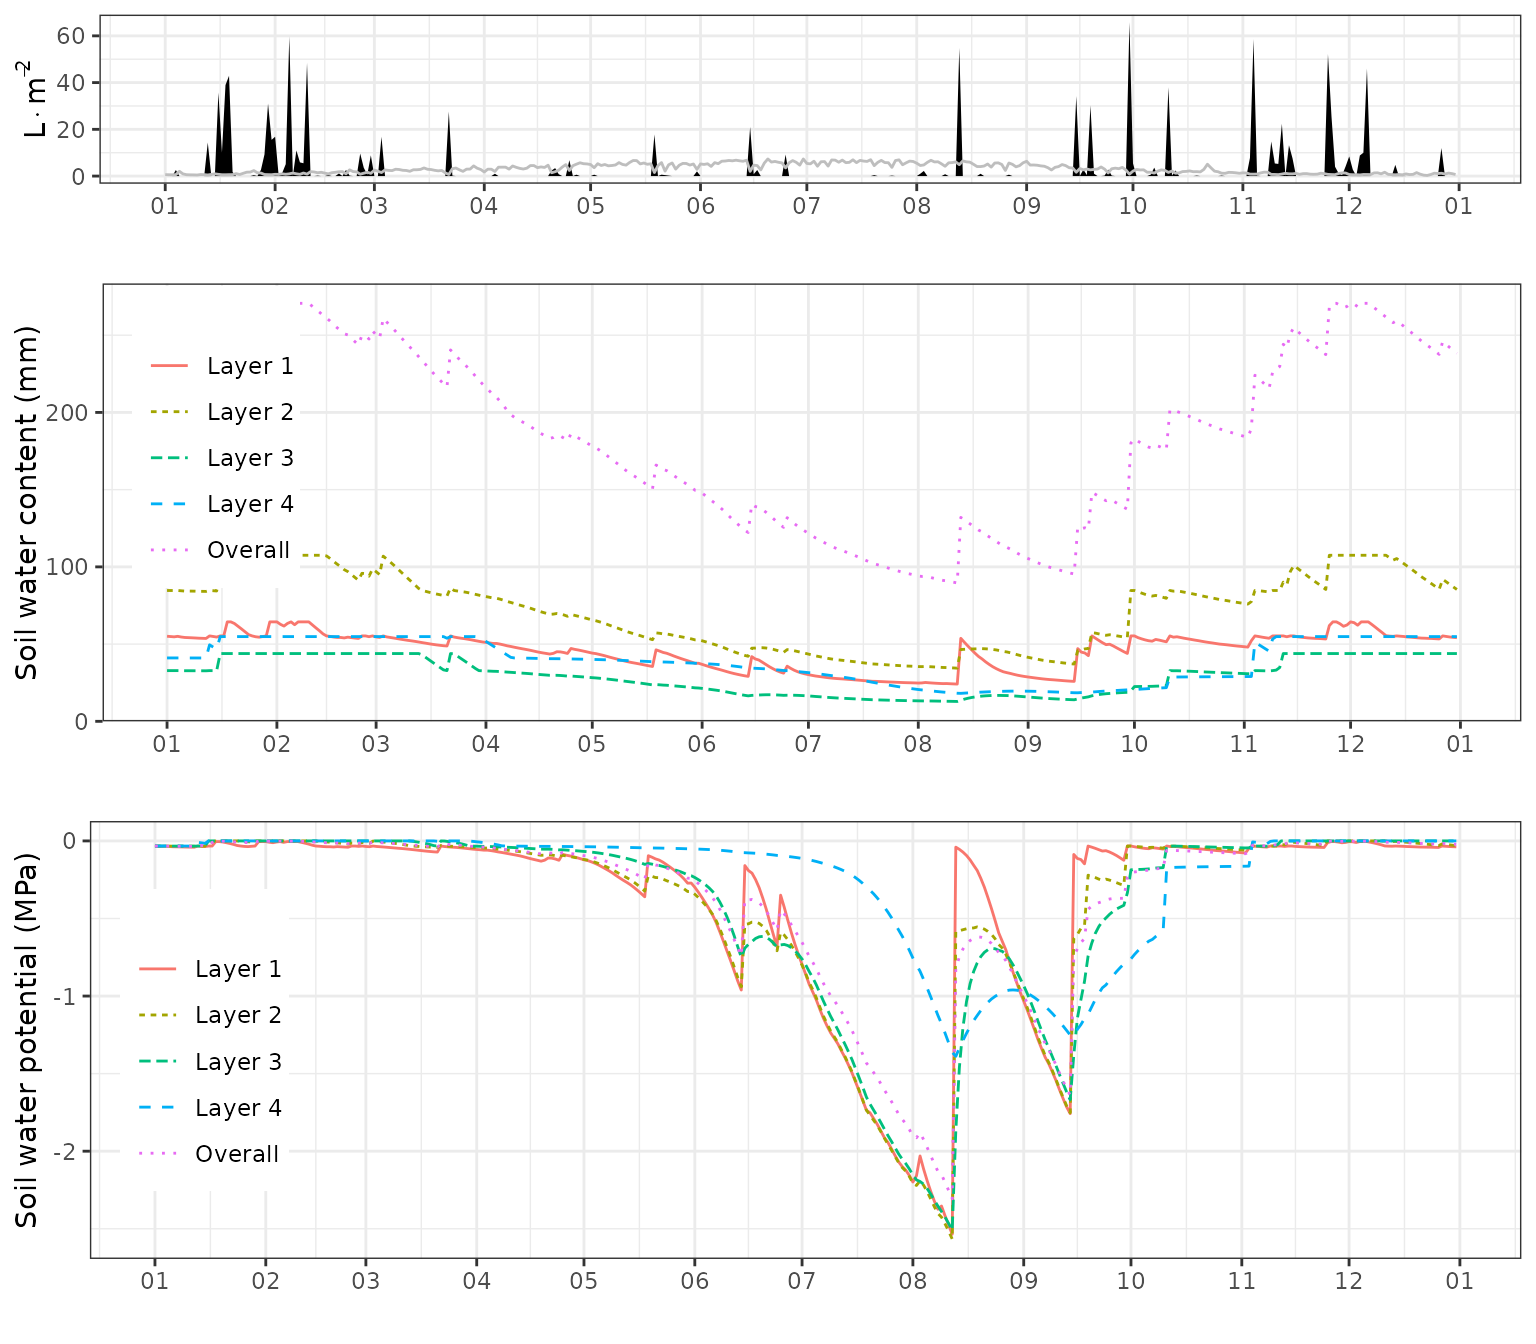 L · m⁻²
60
40
20
0
01 02 03 04 05 06 07 08 09 10 11 12 01
Soil water content (mm)
200
100
0
Layer 1
Layer 2
Layer 3
Layer 4
Overall
01 02 03 04 05 06 07 08 09 10 11 12 01
Soil water potential (MPa)
0
-1
-2
Layer 1
Layer 2
Layer 3
Layer 4
Overall
01 02 03 04 05 06 07 08 09 10 11 12 01